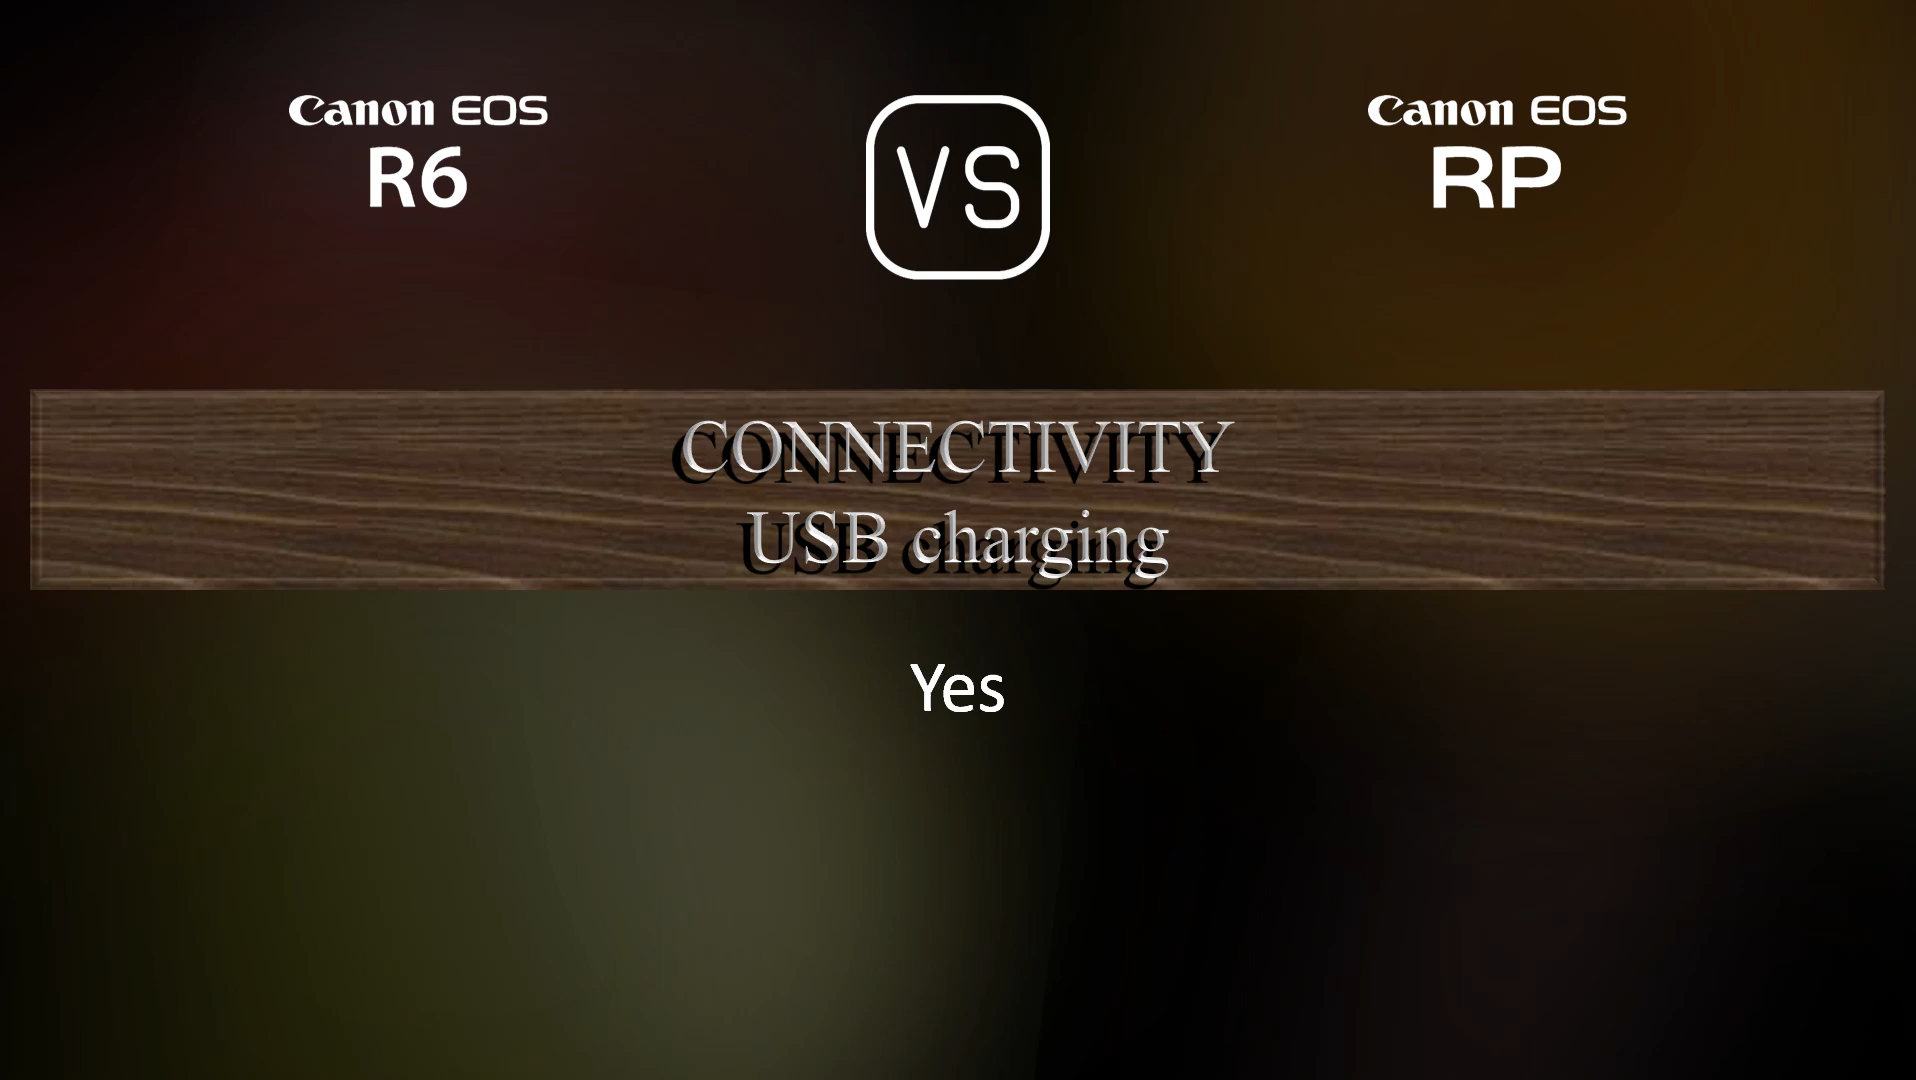 Canon EOS
R6
VS
Canon EOS
RP
CONNECTIVITY
USB charging
Yes